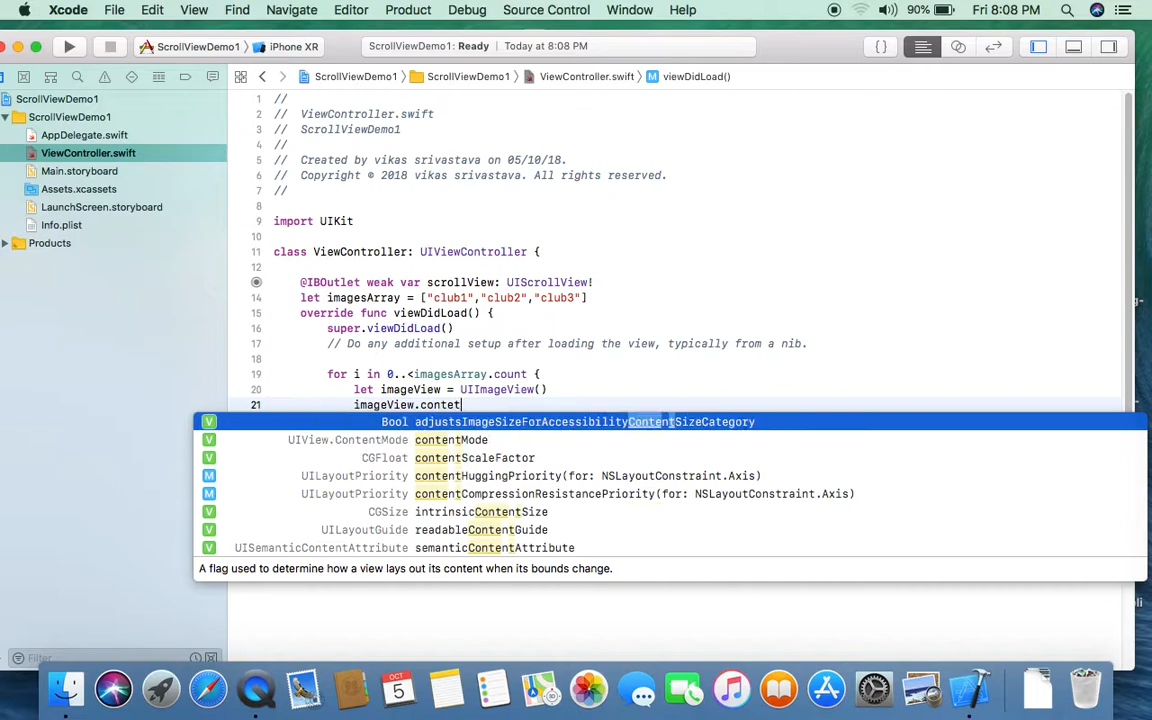 Xcode File Edit View Find Navigate Editor Product Debug Source Control Window Help 90% Fri 8:08 PM
ScrollViewDemo1 iPhone XR ScrollViewDemo1: Ready Today at 8:08 PM { }
ScrollViewDemo1 ScrollViewDemo1 ViewController.swift M viewDidLoad()
ScrollViewDemo1
ScrollViewDemo1
AppDelegate.swift
ViewController.swift
Main.storyboard
Assets.xcassets
LaunchScreen.storyboard
Info.plist
Products
1 //
2 // ViewController.swift
3 // ScrollViewDemo1
4 //
5 // Created by vikas srivastava on 05/10/18.
6 // Copyright © 2018 vikas srivastava. All rights reserved.
7 //
8
9 import UIKit
10
11 class ViewController: UIViewController {
12
@IBOutlet weak var scrollView: UIScrollView!
14 let imagesArray = ["club1","club2","club3"]
15 override func viewDidLoad() {
16 super.viewDidLoad()
17 // Do any additional setup after loading the view, typically from a nib.
18
19 for i in 0..<imagesArray.count {
20 let imageView = UIImageView()
21 imageView.contet
V Bool adjustsImageSizeForAccessibilityContentSizeCategory
V UIView.ContentMode contentMode
V CGFloat contentScaleFactor
M UILayoutPriority contentHuggingPriority(for: NSLayoutConstraint.Axis)
M UILayoutPriority contentCompressionResistancePriority(for: NSLayoutConstraint.Axis)
V CGSize intrinsicContentSize
V UILayoutGuide readableContentGuide
V UISemanticContentAttribute semanticContentAttribute
A flag used to determine how a view lays out its content when its bounds change.
Filter
OCT
5